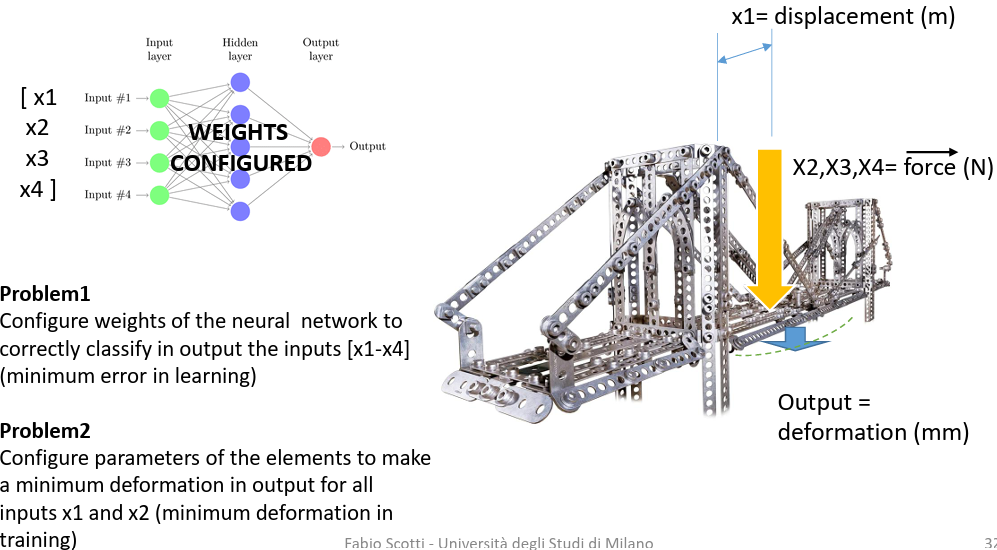 x1= displacement (m)
Input layer
Hidden layer
Output layer
[ x1
x2
x3
x4 ]
Input #1
Input #2
Input #3
Input #4
WEIGHTS
CONFIGURED
Output
X2,X3,X4= force (N)
Problem1
Configure weights of the neural network to
correctly classify in output the inputs [x1-x4]
(minimum error in learning)
Problem2
Configure parameters of the elements to make
a minimum deformation in output for all
inputs x1 and x2 (minimum deformation in
training)
Output =
deformation (mm)
Fabio Scotti - Università degli Studi di Milano
32